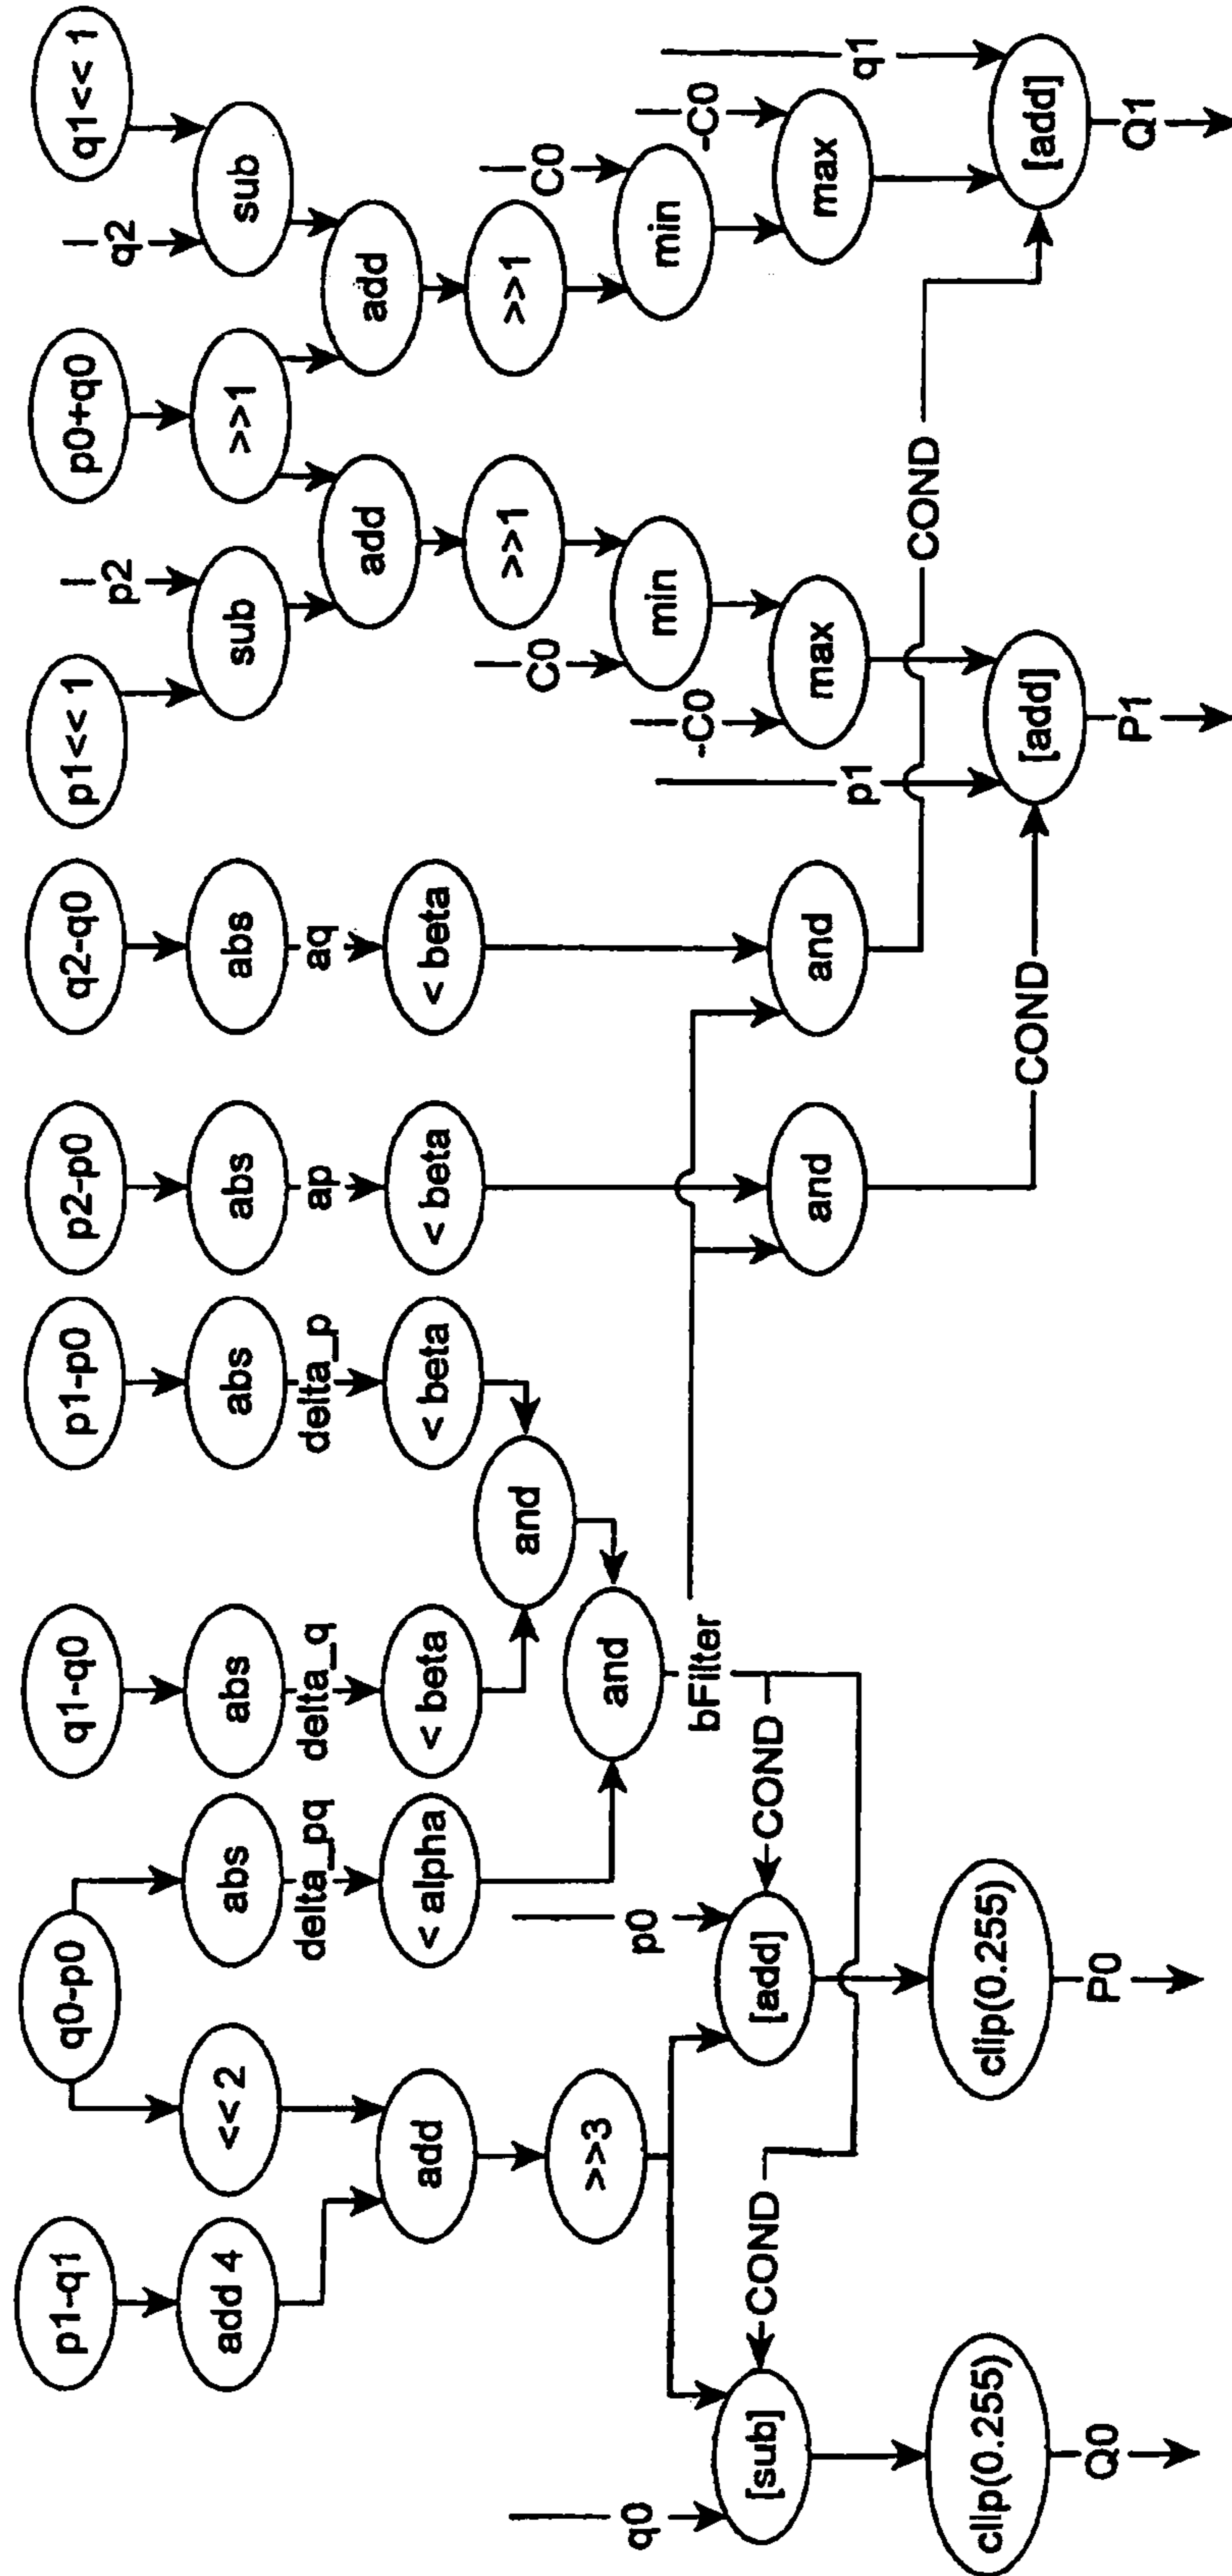 p1-q1
q0-p0
q1-q0
p1-p0
p2-p0
q2-q0
p1<< 1
p2
p0+q0
q2
q1<< 1
add 4
<< 2
abs
abs
abs
abs
abs
sub
>>1
sub
delta_pq
delta_q
delta_p
ap
aq
add
< alpha
< beta
< beta
< beta
< beta
add
add
>>3
and
C0
>>1
>>1
C0
and
q0
p0
bFilter
min
min
-C0
-C0
COND
COND
[sub]
[add]
and
and
p1
max
max
q1
COND
clip(0.255)
clip(0.255)
COND
[add]
[add]
Q0
P0
P1
Q1